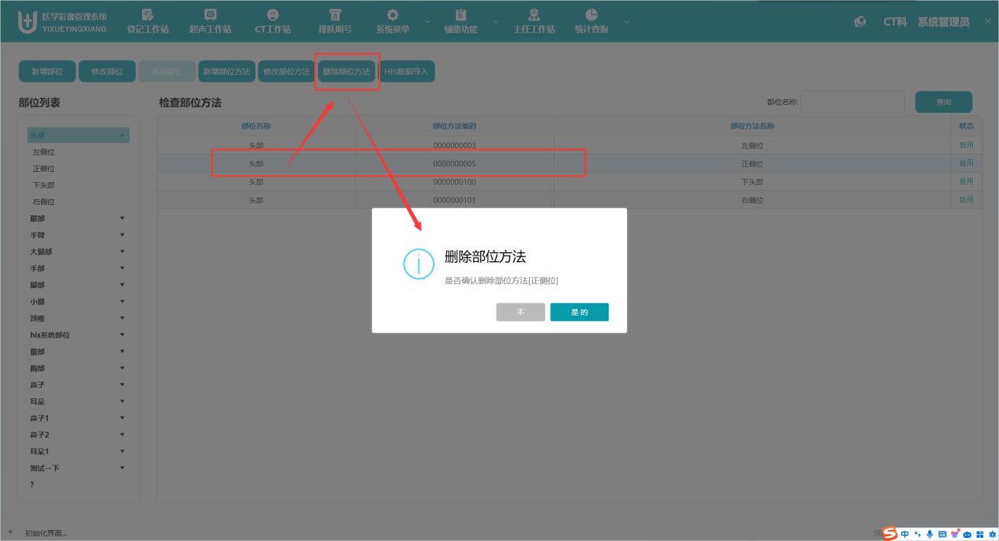 医学影像管理系统
YIXUEYINGXIANG
登记工作站
超声工作站
CT工作站
排队叫号
系统菜单
辅助功能
主任工作站
统计查询
CT科
系统管理员
新增部位
修改部位
删除部位
新增部位方法
修改部位方法
删除部位方法
HIS数据导入
部位列表
检查部位方法
部位名称:
查询
头部
左侧位
正侧位
下头部
右侧位
腿部
手臂
大腿部
手部
脚部
小腿
颈椎
his系统部位
腹部
胸部
鼻子
耳朵
鼻子1
鼻子2
耳朵1
测试一下
?
部位名称 部位方法编码 部位方法名称 状态
头部 0000000003 左侧位 启用
头部 0000000005 正侧位 启用
头部 0000000100 下头部 启用
头部 0000000101 右侧位 启用
删除部位方法
是否确认删除部位方法[正侧位]
不
是的
初始化界面...
中